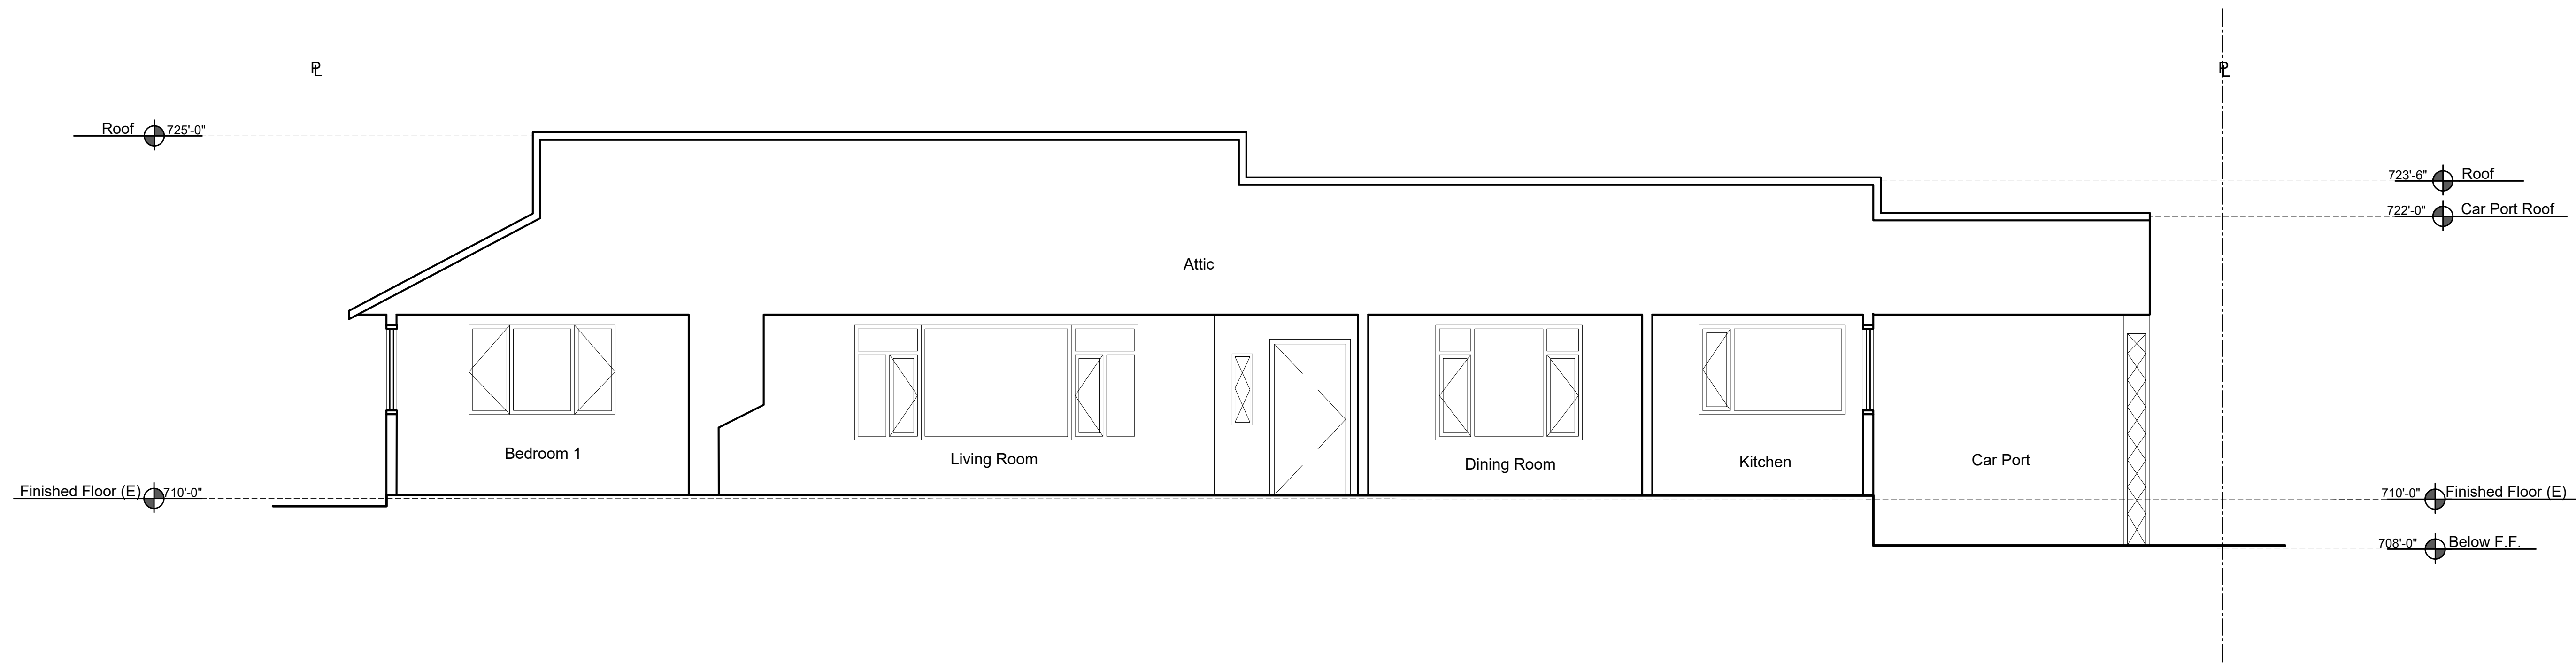 PL
PL
Roof 725'-0"
723'-6" Roof
722'-0" Car Port Roof
Attic
Bedroom 1
Living Room
Dining Room
Kitchen
Car Port
Finished Floor (E) 710'-0"
710'-0" Finished Floor (E)
708'-0" Below F.F.